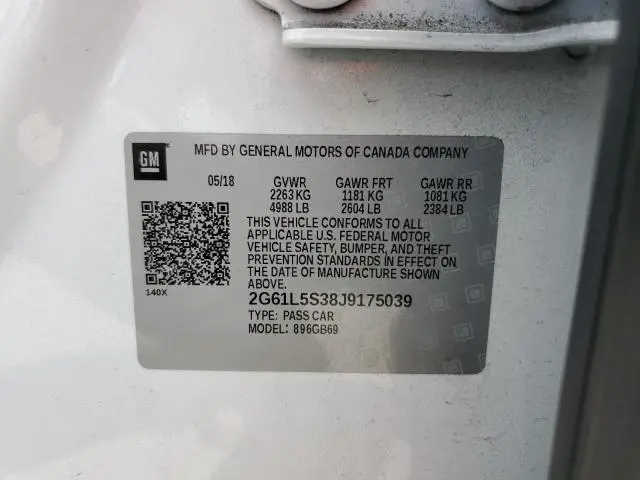 GM
MFD BY GENERAL MOTORS OF CANADA COMPANY
05/18 GVWR GAWR FRT GAWR RR
2263 KG 1181 KG 1081 KG
4988 LB 2604 LB 2384 LB
THIS VEHICLE CONFORMS TO ALL
APPLICABLE U.S. FEDERAL MOTOR
VEHICLE SAFETY, BUMPER, AND THEFT
PREVENTION STANDARDS IN EFFECT ON
THE DATE OF MANUFACTURE SHOWN
ABOVE.
140X
2G61L5S38J9175039
TYPE: PASS CAR
MODEL: 896GB69